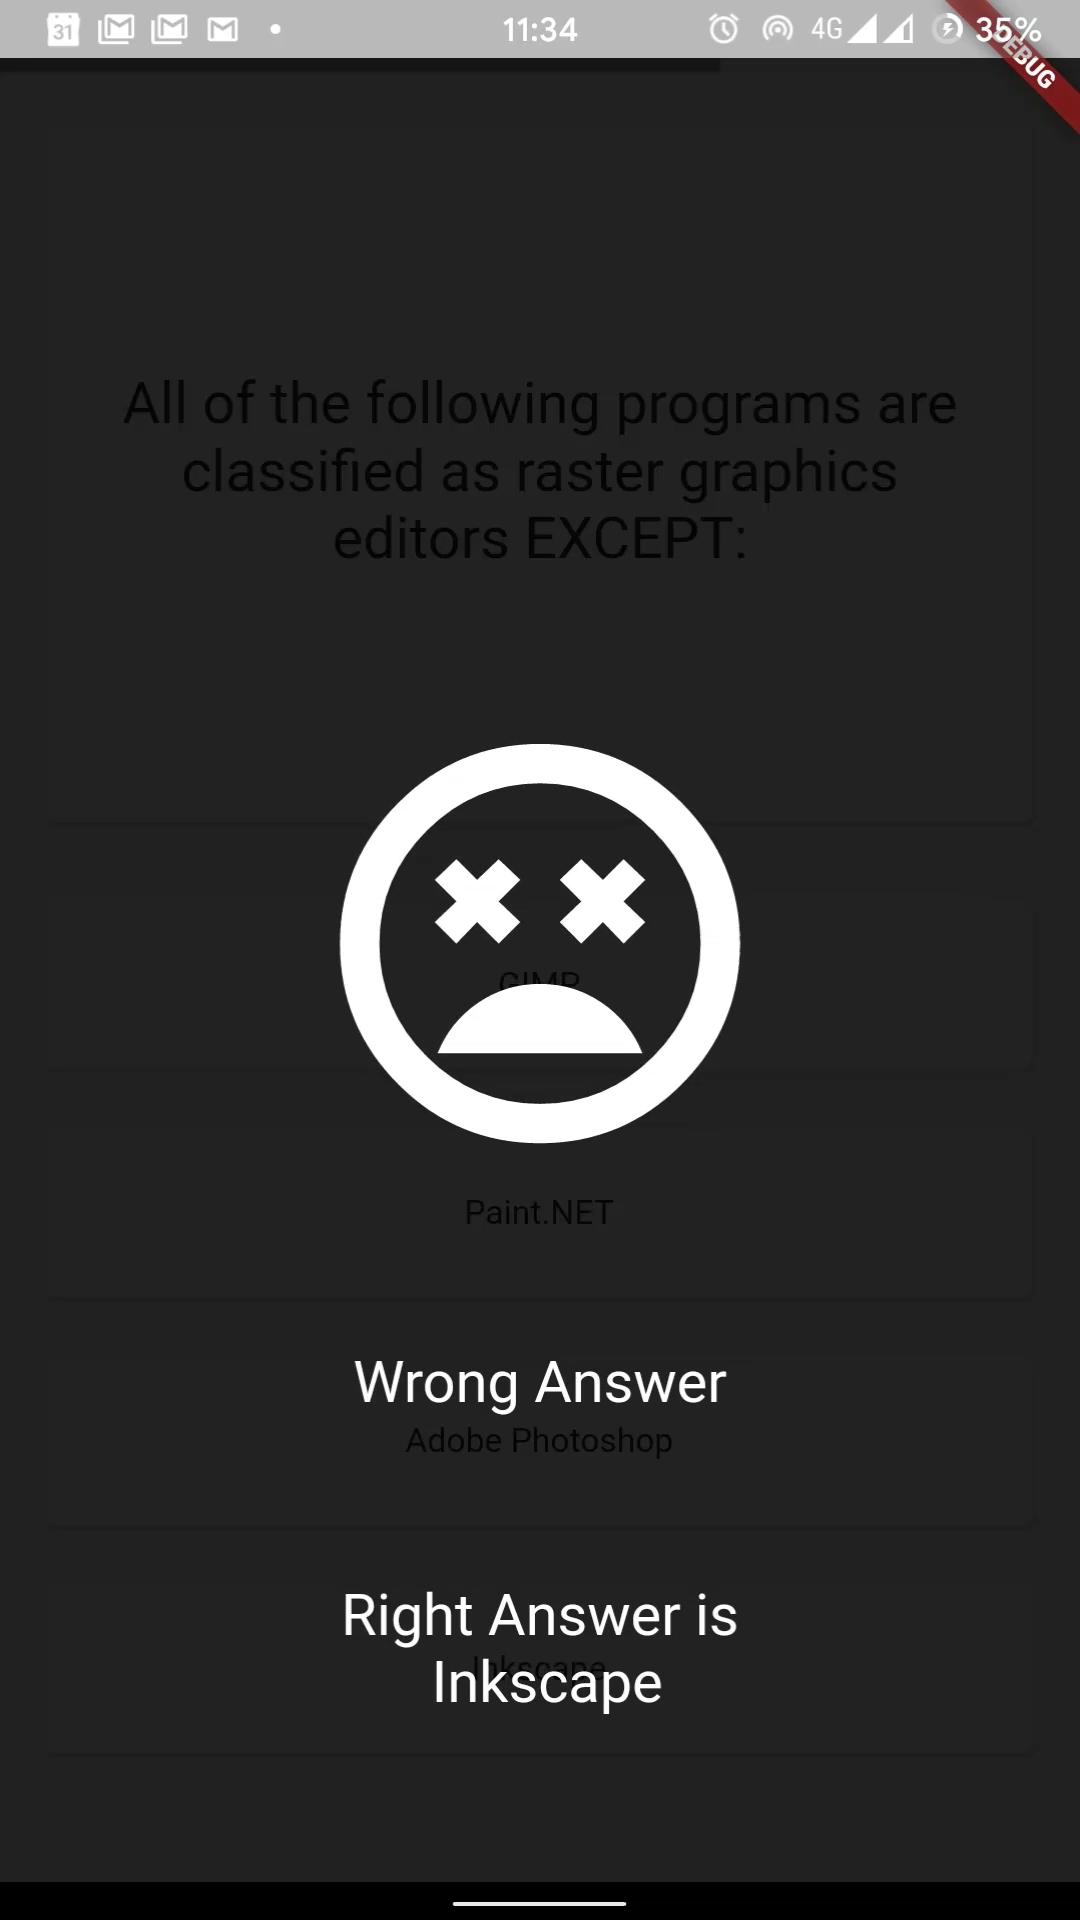 31 11:34 4G 35%
DEBUG
All of the following programs are
classified as raster graphics
editors EXCEPT:
GIMP
Paint.NET
Wrong Answer
Adobe Photoshop
Right Answer is
Inkscape
Inkscape